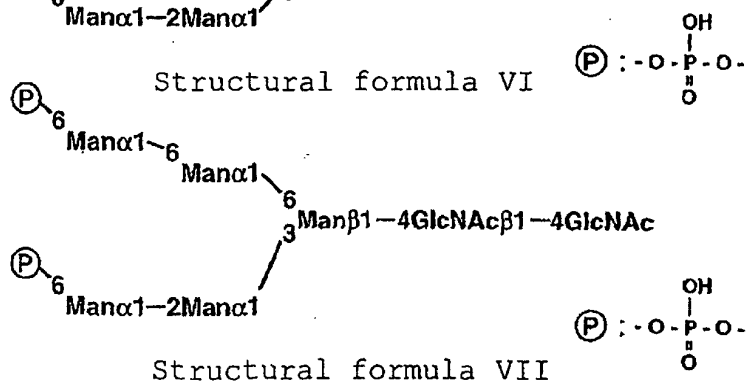 6
Manα1—2Manα1
OH
Structural formula VI
P : -O-P-O-
O
P
6
Manα1 6
Manα1
6
3 Manβ1—4GlcNAcβ1—4GlcNAc
P
6
Manα1—2Manα1
OH
P : -O-P-O-
O
Structural formula VII